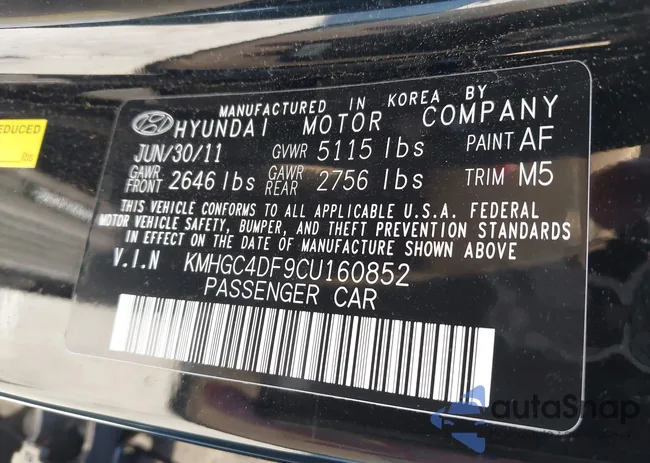 MANUFACTURED IN KOREA BY
HYUNDAI MOTOR COMPANY
JUN/30/11 GVWR 5115 lbs PAINT AF
GAWR FRONT 2646 lbs GAWR REAR 2756 lbs TRIM M5
THIS VEHICLE CONFORMS TO ALL APPLICABLE U.S.A. FEDERAL
MOTOR VEHICLE SAFETY, BUMPER, AND THEFT PREVENTION STANDARDS
IN EFFECT ON THE DATE OF MANUFACTURE SHOWN ABOVE
V.I.N KMHGC4DF9CU160852
PASSENGER CAR
EDUCED
lbs
autoSnap